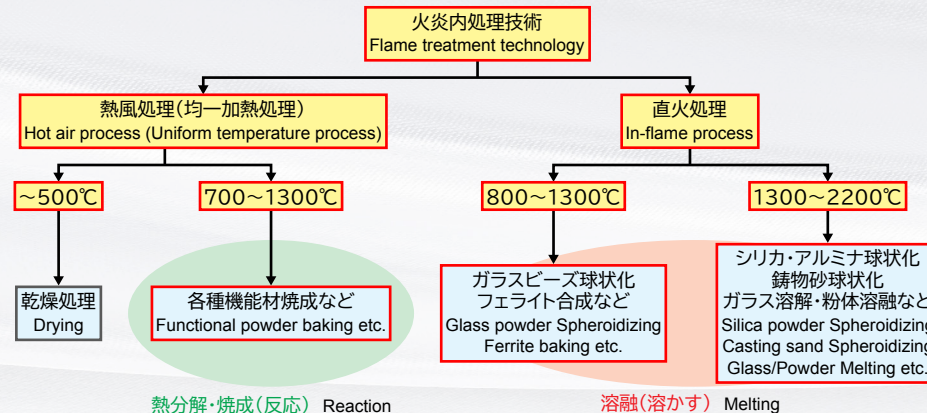 火炎内処理技術
Flame treatment technology
熱風処理(均一加熱処理)
Hot air process (Uniform temperature process)
直火処理
In-flame process
～500℃
700～1300℃
800～1300℃
1300～2200℃
乾燥処理
Drying
各種機能材焼成など
Functional powder baking etc.
ガラスビーズ球状化
フェライト合成など
Glass powder Spheroidizing
Ferrite baking etc.
シリカ・アルミナ球状化
鋳物砂球状化
ガラス溶解・粉体溶融など
Silica powder Spheroidizing
Casting sand Spheroidizing
Glass/Powder Melting etc.
熱分解・焼成(反応) Reaction
溶融(溶かす) Melting